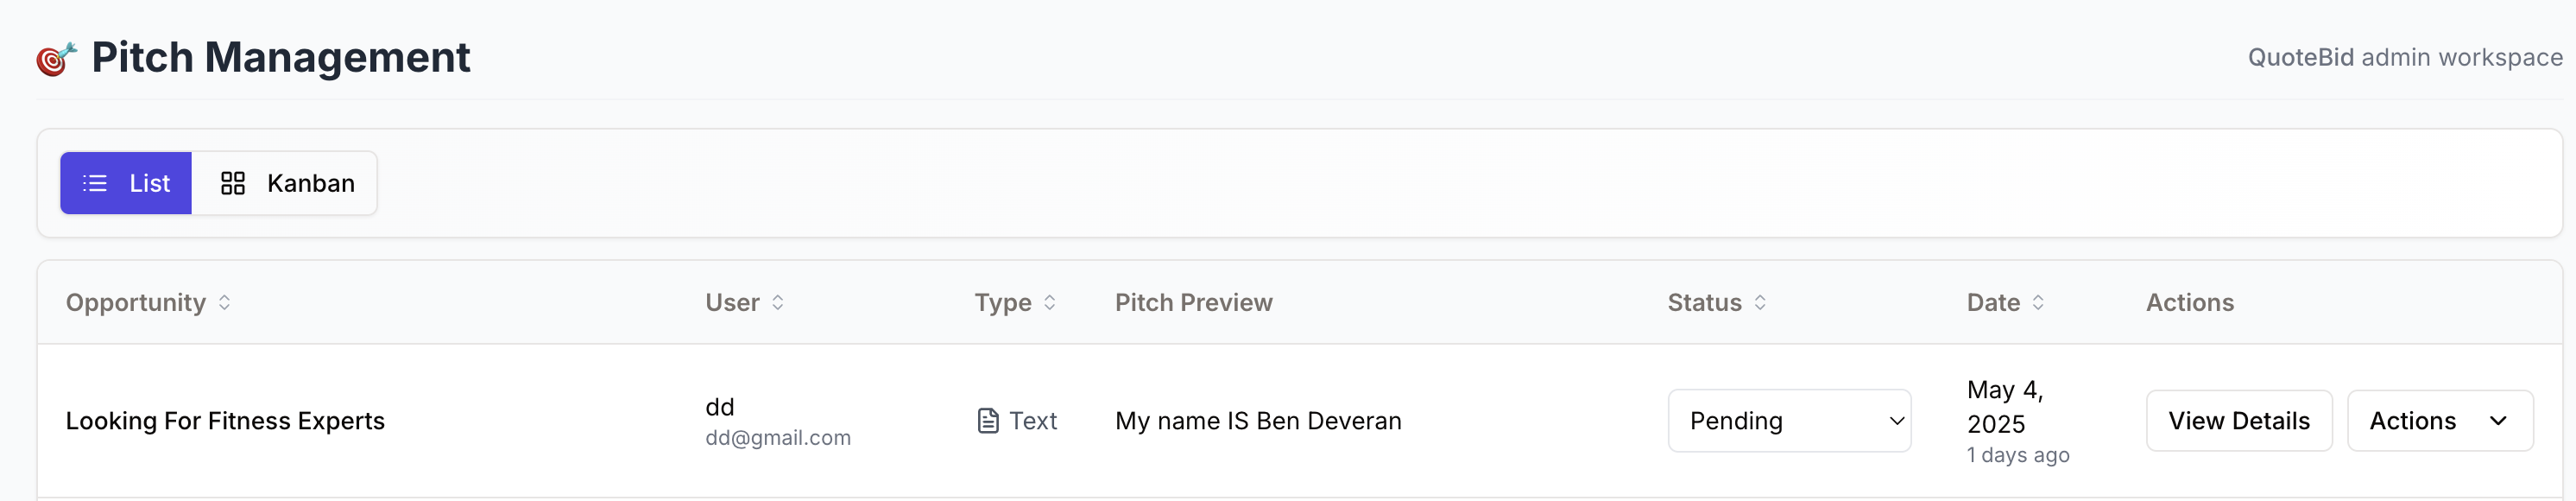 🎯 Pitch Management
QuoteBid admin workspace
List Kanban
Opportunity User Type Pitch Preview Status Date Actions
Looking For Fitness Experts
dd
dd@gmail.com
Text
My name IS Ben Deveran
Pending
May 4,
2025
1 days ago
View Details
Actions